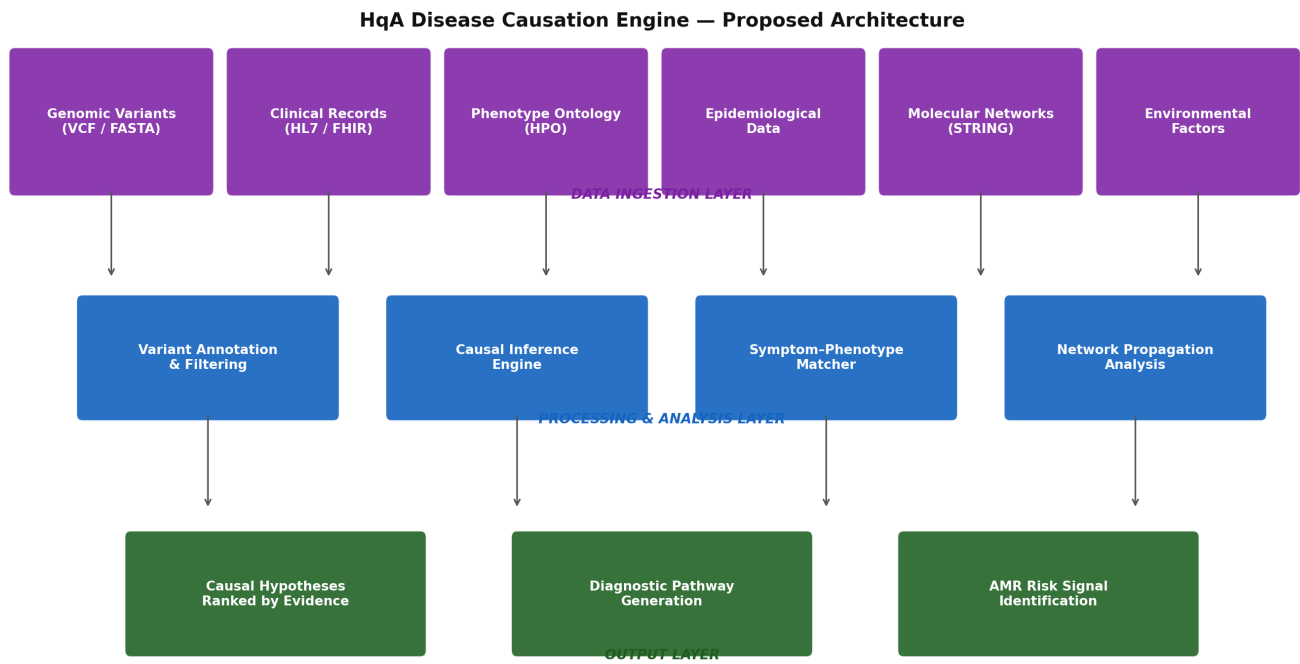 HqA Disease Causation Engine — Proposed Architecture
Genomic Variants
(VCF / FASTA)
Clinical Records
(HL7 / FHIR)
Phenotype Ontology
(HPO)
Epidemiological
Data
Molecular Networks
(STRING)
Environmental
Factors
DATA INGESTION LAYER
Variant Annotation
& Filtering
Causal Inference
Engine
Symptom–Phenotype
Matcher
Network Propagation
Analysis
PROCESSING & ANALYSIS LAYER
Causal Hypotheses
Ranked by Evidence
Diagnostic Pathway
Generation
AMR Risk Signal
Identification
OUTPUT LAYER